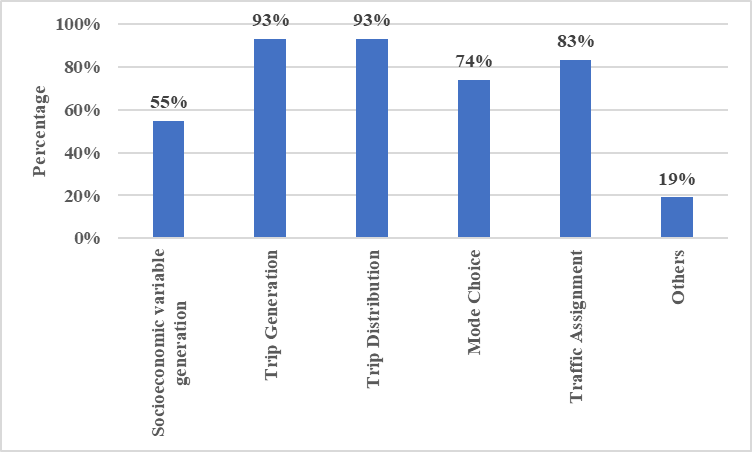 100%
80%
60%
40%
20%
0%
Percentage
55%
93%
93%
74%
83%
19%
Socioeconomic variable
generation
Trip Generation
Trip Distribution
Mode Choice
Traffic Assignment
Others